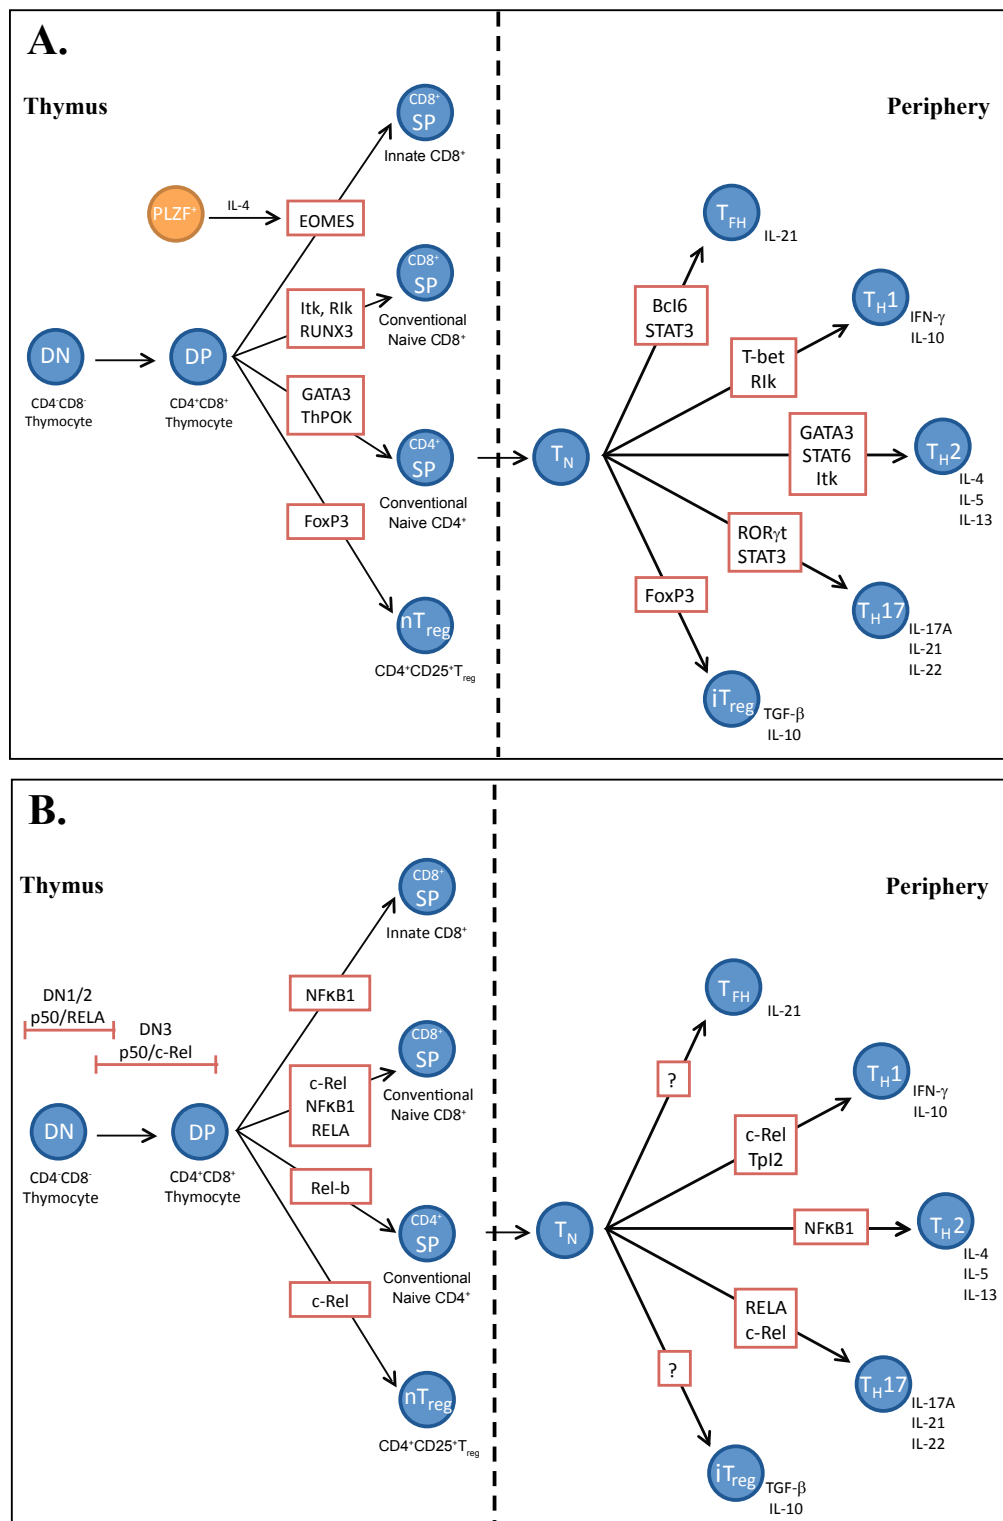 A.
Thymus
Periphery
CD8⁺
SP
Innate CD8⁺
PLZF⁺
IL-4
EOMES
CD8⁺
SP
Conventional
Naive CD8⁺
Itk, Rlk
RUNX3
DN
CD4⁻CD8⁻
Thymocyte
DP
CD4⁺CD8⁺
Thymocyte
GATA3
ThPOK
CD4⁺
SP
Conventional
Naive CD4⁺
FoxP3
nTreg
CD4⁺CD25⁺Treg
TN
TFH
IL-21
Bcl6
STAT3
TH1
IFN-γ
IL-10
T-bet
Rlk
GATA3
STAT6
Itk
TH2
IL-4
IL-5
IL-13
RORγt
STAT3
TH17
IL-17A
IL-21
IL-22
FoxP3
iTreg
TGF-β
IL-10
B.
Thymus
Periphery
CD8⁺
SP
Innate CD8⁺
NFκB1
DN1/2
p50/RELA
DN3
p50/c-Rel
CD8⁺
SP
Conventional
Naive CD8⁺
c-Rel
NFκB1
RELA
DN
CD4⁻CD8⁻
Thymocyte
DP
CD4⁺CD8⁺
Thymocyte
Rel-b
CD4⁺
SP
Conventional
Naive CD4⁺
c-Rel
nTreg
CD4⁺CD25⁺Treg
TN
TFH
IL-21
?
TH1
IFN-γ
IL-10
c-Rel
Tpl2
NFκB1
TH2
IL-4
IL-5
IL-13
RELA
c-Rel
TH17
IL-17A
IL-21
IL-22
?
iTreg
TGF-β
IL-10